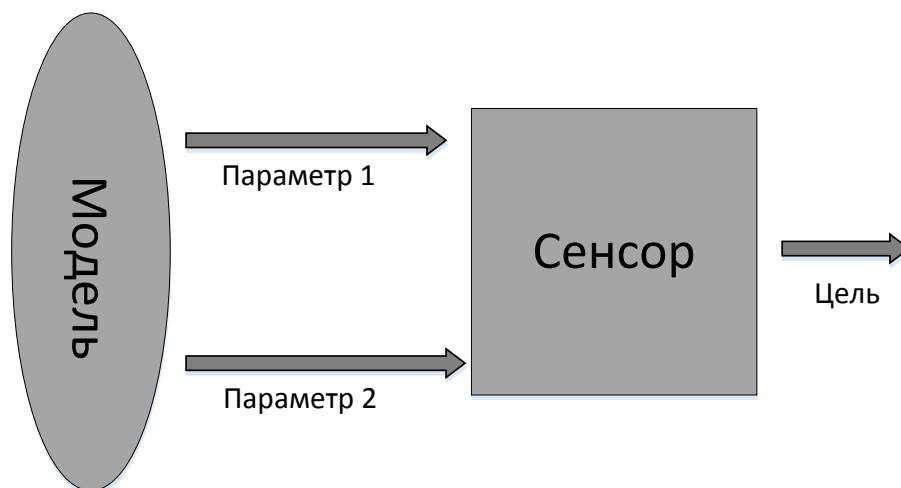 Модель
Параметр 1
Сенсор
Цель
Параметр 2